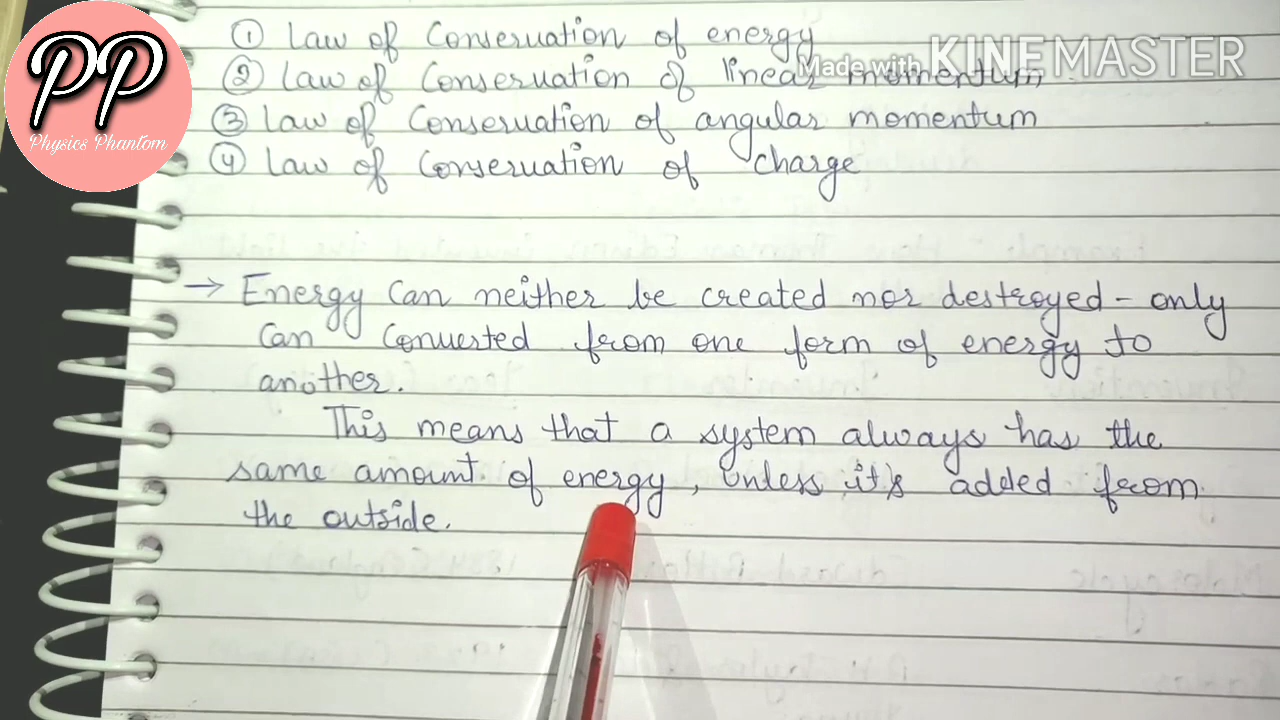 PP
Physics Phantom
Made with KINEMASTER
① Law of Conservation of energy
② Law of Conservation of linear momentum
③ Law of Conservation of angular momentum
④ Law of Conservation of charge
→ Energy Can neither be created nor destroyed - only
Can Converted from one form of energy to
another.
This means that a system always has the
same amount of energy, unless it's added from
the outside.